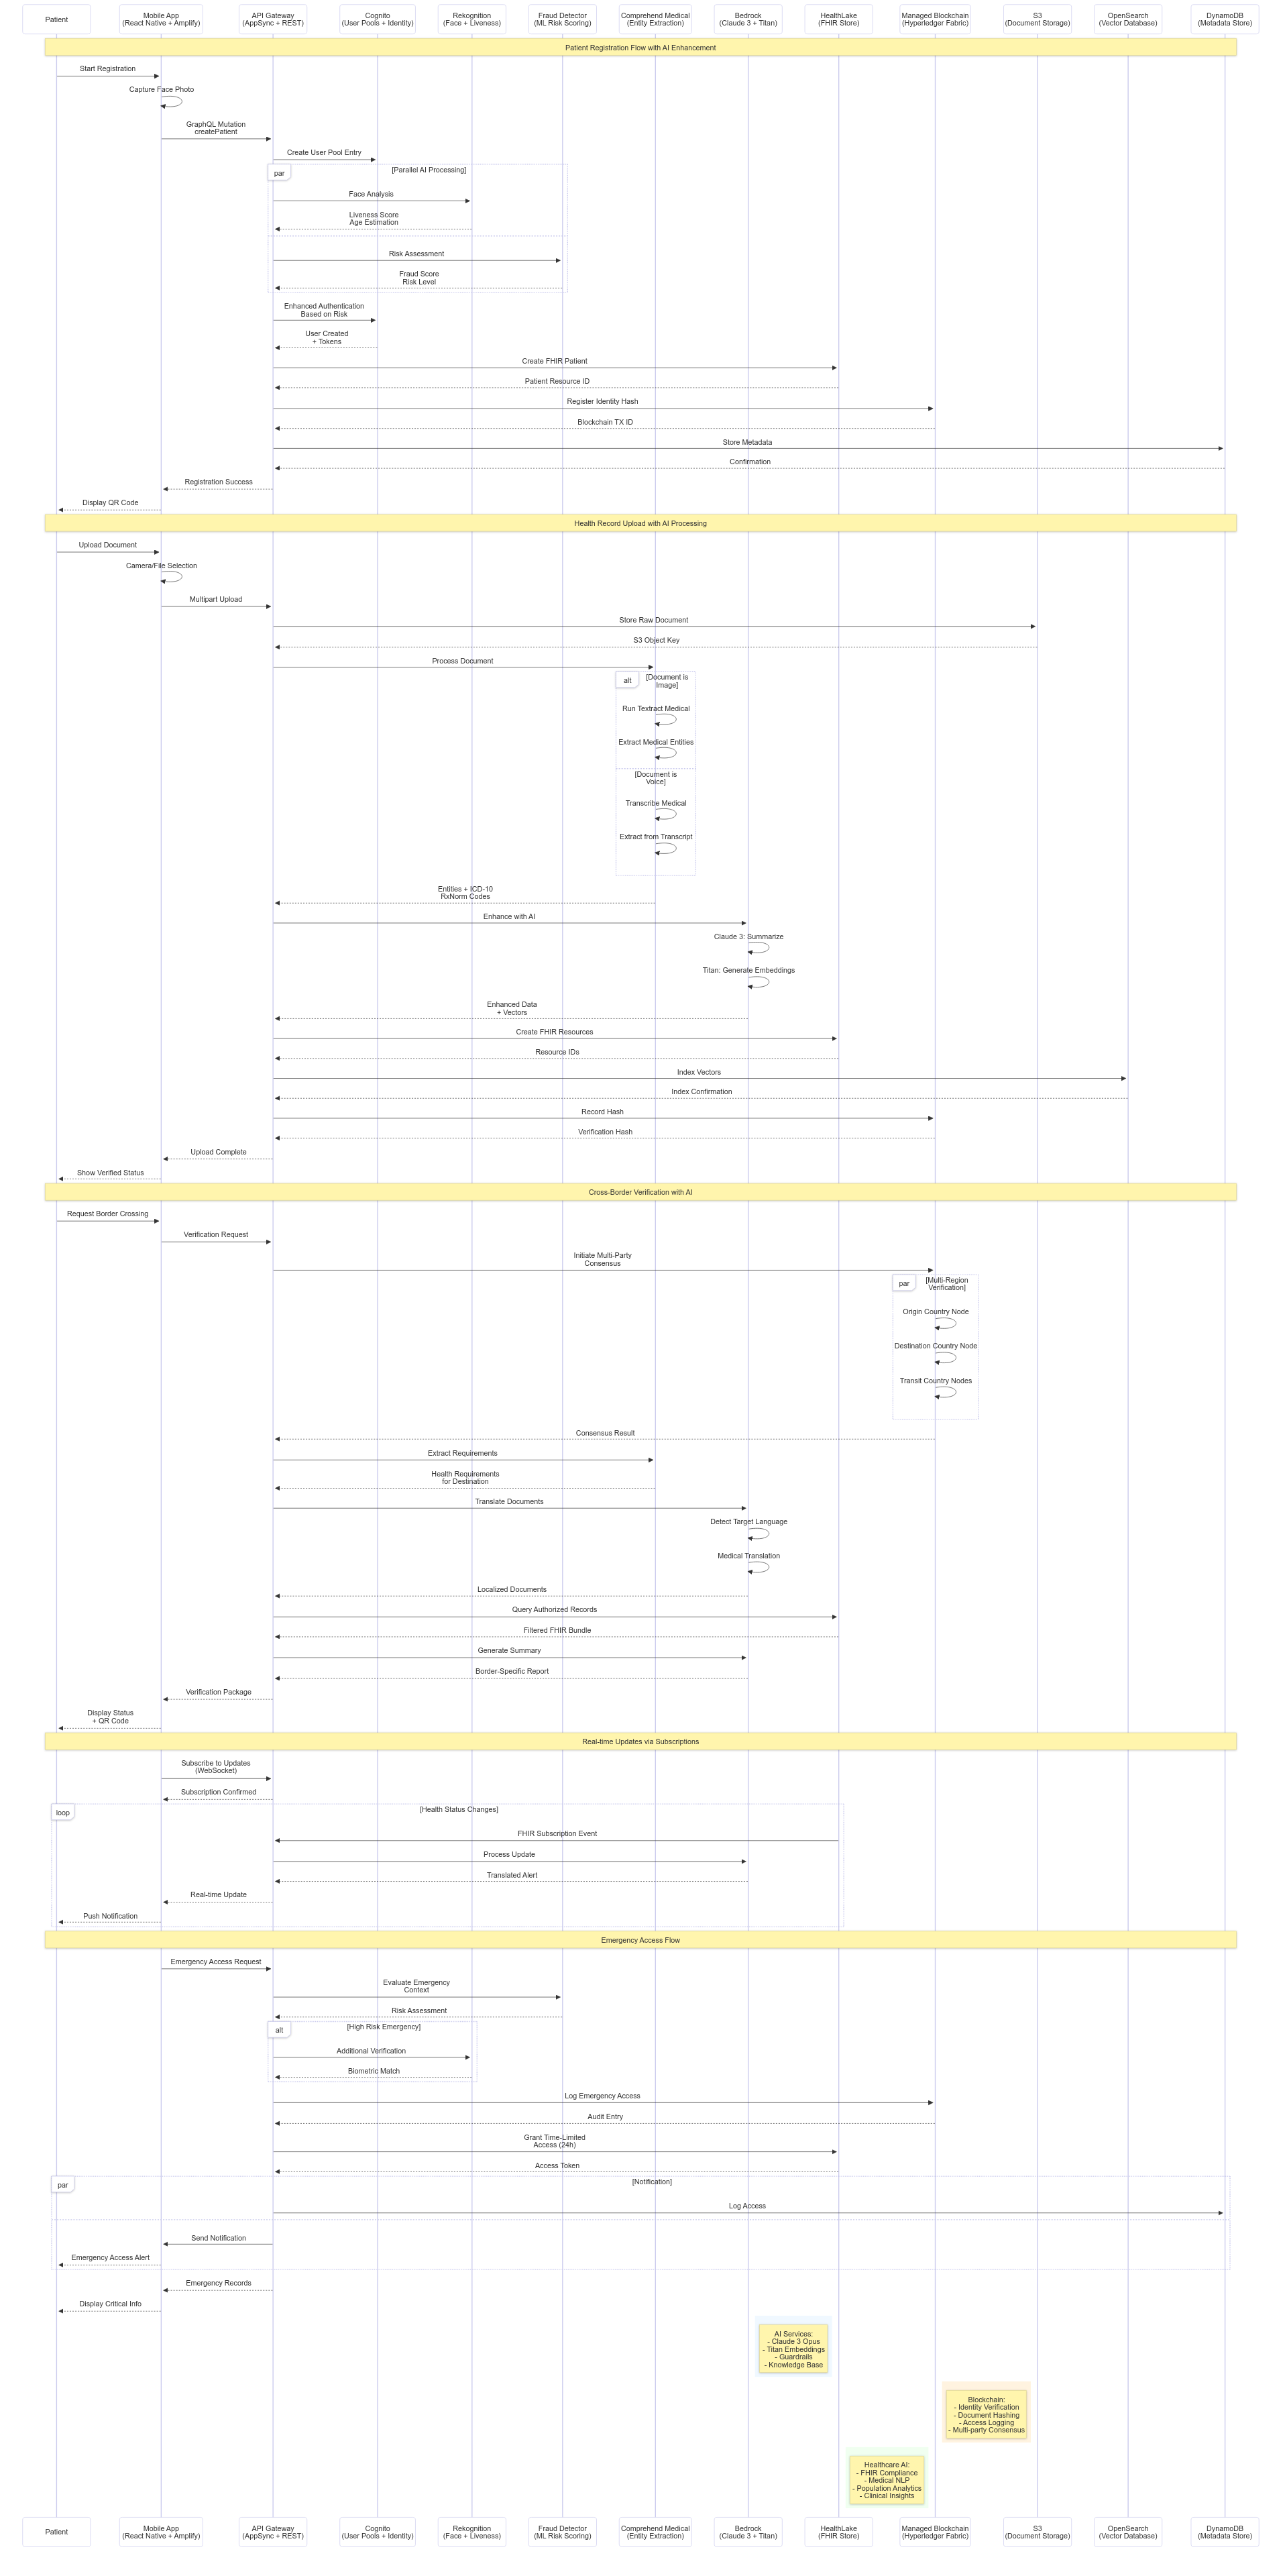 Patient
Mobile App
(React Native + Amplify)
API Gateway
(AppSync + REST)
Cognito
(User Pools + Identity)
Rekognition
(Face + Liveness)
Fraud Detector
(ML Risk Scoring)
Comprehend Medical
(Entity Extraction)
Bedrock
(Claude 3 + Titan)
HealthLake
(FHIR Store)
Managed Blockchain
(Hyperledger Fabric)
S3
(Document Storage)
OpenSearch
(Vector Database)
DynamoDB
(Metadata Store)
Patient Registration Flow with AI Enhancement
Start Registration
Capture Face Photo
GraphQL Mutation
createPatient
Create User Pool Entry
par
[Parallel AI Processing]
Face Analysis
Liveness Score
Age Estimation
Risk Assessment
Fraud Score
Risk Level
Enhanced Authentication
Based on Risk
User Created
+ Tokens
Create FHIR Patient
Patient Resource ID
Register Identity Hash
Blockchain TX ID
Store Metadata
Confirmation
Registration Success
Display QR Code
Health Record Upload with AI Processing
Upload Document
Camera/File Selection
Multipart Upload
Store Raw Document
S3 Object Key
Process Document
alt
[Document is
Image]
Run Textract Medical
Extract Medical Entities
[Document is
Voice]
Transcribe Medical
Extract from Transcript
Entities + ICD-10
RxNorm Codes
Enhance with AI
Claude 3: Summarize
Titan: Generate Embeddings
Enhanced Data
+ Vectors
Create FHIR Resources
Resource IDs
Index Vectors
Index Confirmation
Record Hash
Verification Hash
Upload Complete
Show Verified Status
Cross-Border Verification with AI
Request Border Crossing
Verification Request
Initiate Multi-Party
Consensus
par
[Multi-Region
Verification]
Origin Country Node
Destination Country Node
Transit Country Nodes
Consensus Result
Extract Requirements
Health Requirements
for Destination
Translate Documents
Detect Target Language
Medical Translation
Localized Documents
Query Authorized Records
Filtered FHIR Bundle
Generate Summary
Border-Specific Report
Verification Package
Display Status
+ QR Code
Real-time Updates via Subscriptions
Subscribe to Updates
(WebSocket)
Subscription Confirmed
loop
[Health Status Changes]
FHIR Subscription Event
Process Update
Translated Alert
Real-time Update
Push Notification
Emergency Access Flow
Emergency Access Request
Evaluate Emergency
Context
Risk Assessment
alt
[High Risk Emergency]
Additional Verification
Biometric Match
Log Emergency Access
Audit Entry
Grant Time-Limited
Access (24h)
Access Token
par
[Notification]
Log Access
Send Notification
Emergency Access Alert
Emergency Records
Display Critical Info
AI Services:
- Claude 3 Opus
- Titan Embeddings
- Guardrails
- Knowledge Base
Blockchain:
- Identity Verification
- Document Hashing
- Access Logging
- Multi-party Consensus
Healthcare AI:
- FHIR Compliance
- Medical NLP
- Population Analytics
- Clinical Insights
Patient
Mobile App
(React Native + Amplify)
API Gateway
(AppSync + REST)
Cognito
(User Pools + Identity)
Rekognition
(Face + Liveness)
Fraud Detector
(ML Risk Scoring)
Comprehend Medical
(Entity Extraction)
Bedrock
(Claude 3 + Titan)
HealthLake
(FHIR Store)
Managed Blockchain
(Hyperledger Fabric)
S3
(Document Storage)
OpenSearch
(Vector Database)
DynamoDB
(Metadata Store)